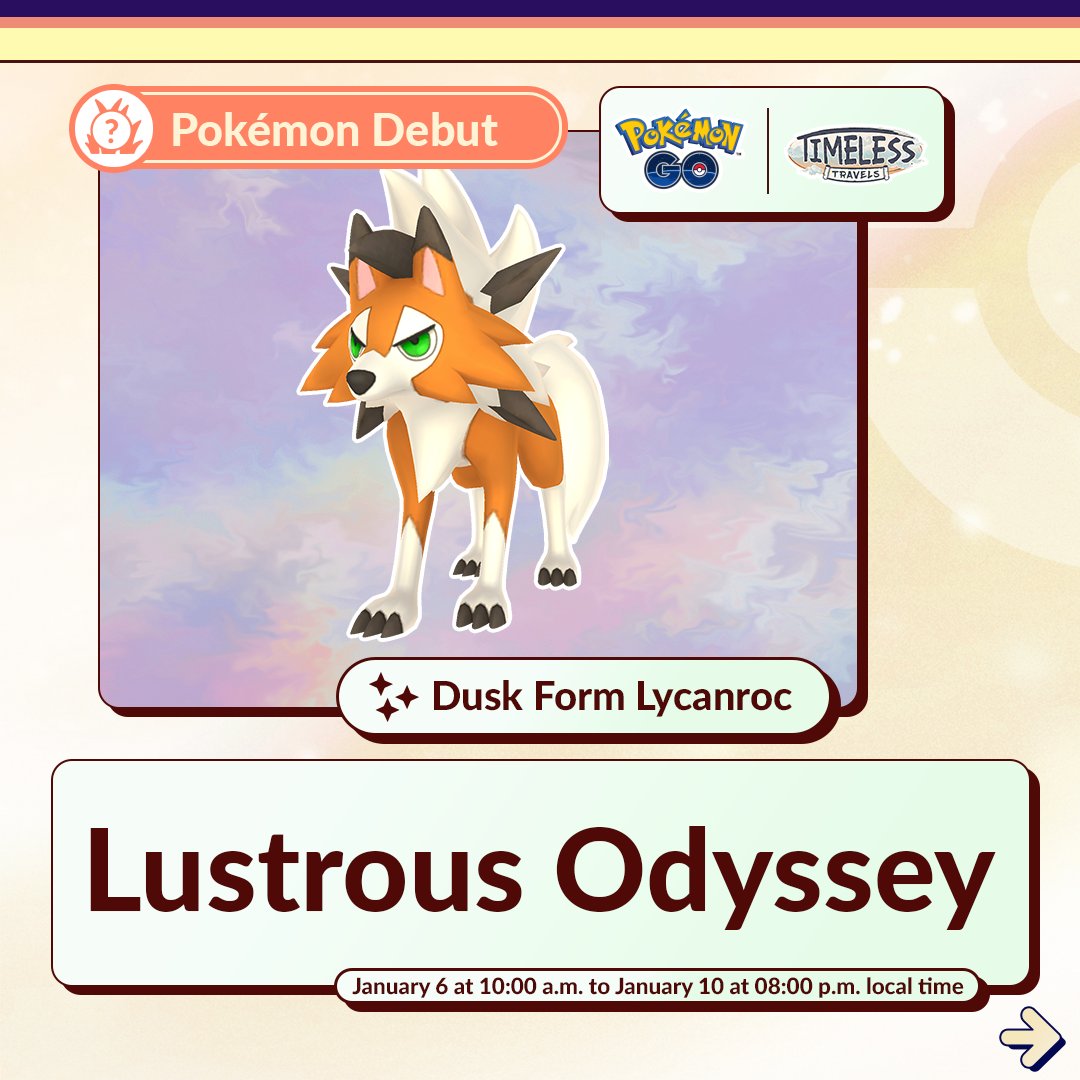 Pokémon Debut
POKÉMON
GO
TIMELESS
TRAVELS
Dusk Form Lycanroc
Lustrous Odyssey
January 6 at 10:00 a.m. to January 10 at 08:00 p.m. local time